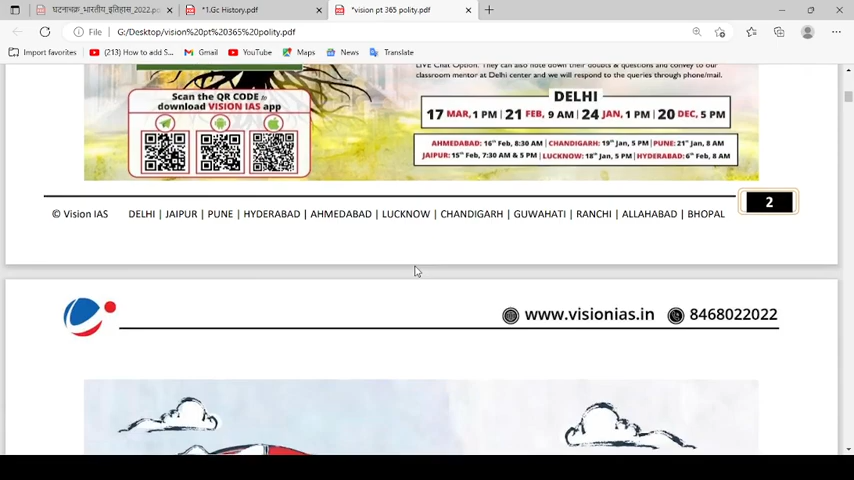 घटनाचक्र_भारतीय_इतिहास_2022.p
*1.Gc History.pdf
*vision pt 365 polity.pdf
File
G:/Desktop/vision%20pt%20365%20polity.pdf
Import favorites
(213) How to add S...
Gmail
YouTube
Maps
News
Translate
LIVE Chat Option. They can also note down their doubts & questions and convey to our
classroom mentor at Delhi center and we will respond to the queries through phone/mail.
Scan the QR CODE to
download VISION IAS app
DELHI
17 MAR, 1 PM | 21 FEB, 9 AM | 24 JAN, 1 PM | 20 DEC, 5 PM
AHMEDABAD: 16th Feb, 8:30 AM | CHANDIGARH: 19th Jan, 5 PM | PUNE: 21st Jan, 8 AM
JAIPUR: 15th Feb, 7:30 AM & 5 PM | LUCKNOW: 18th Jan, 5 PM | HYDERABAD: 6th Feb, 8 AM
© Vision IAS
DELHI | JAIPUR | PUNE | HYDERABAD | AHMEDABAD | LUCKNOW | CHANDIGARH | GUWAHATI | RANCHI | ALLAHABAD | BHOPAL
2
www.visionias.in
8468022022